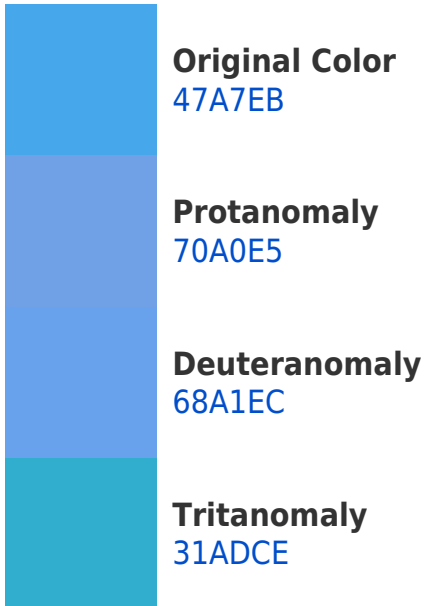 Original Color
47A7EB
Protanomaly
70A0E5
Deuteranomaly
68A1EC
Tritanomaly
31ADCE